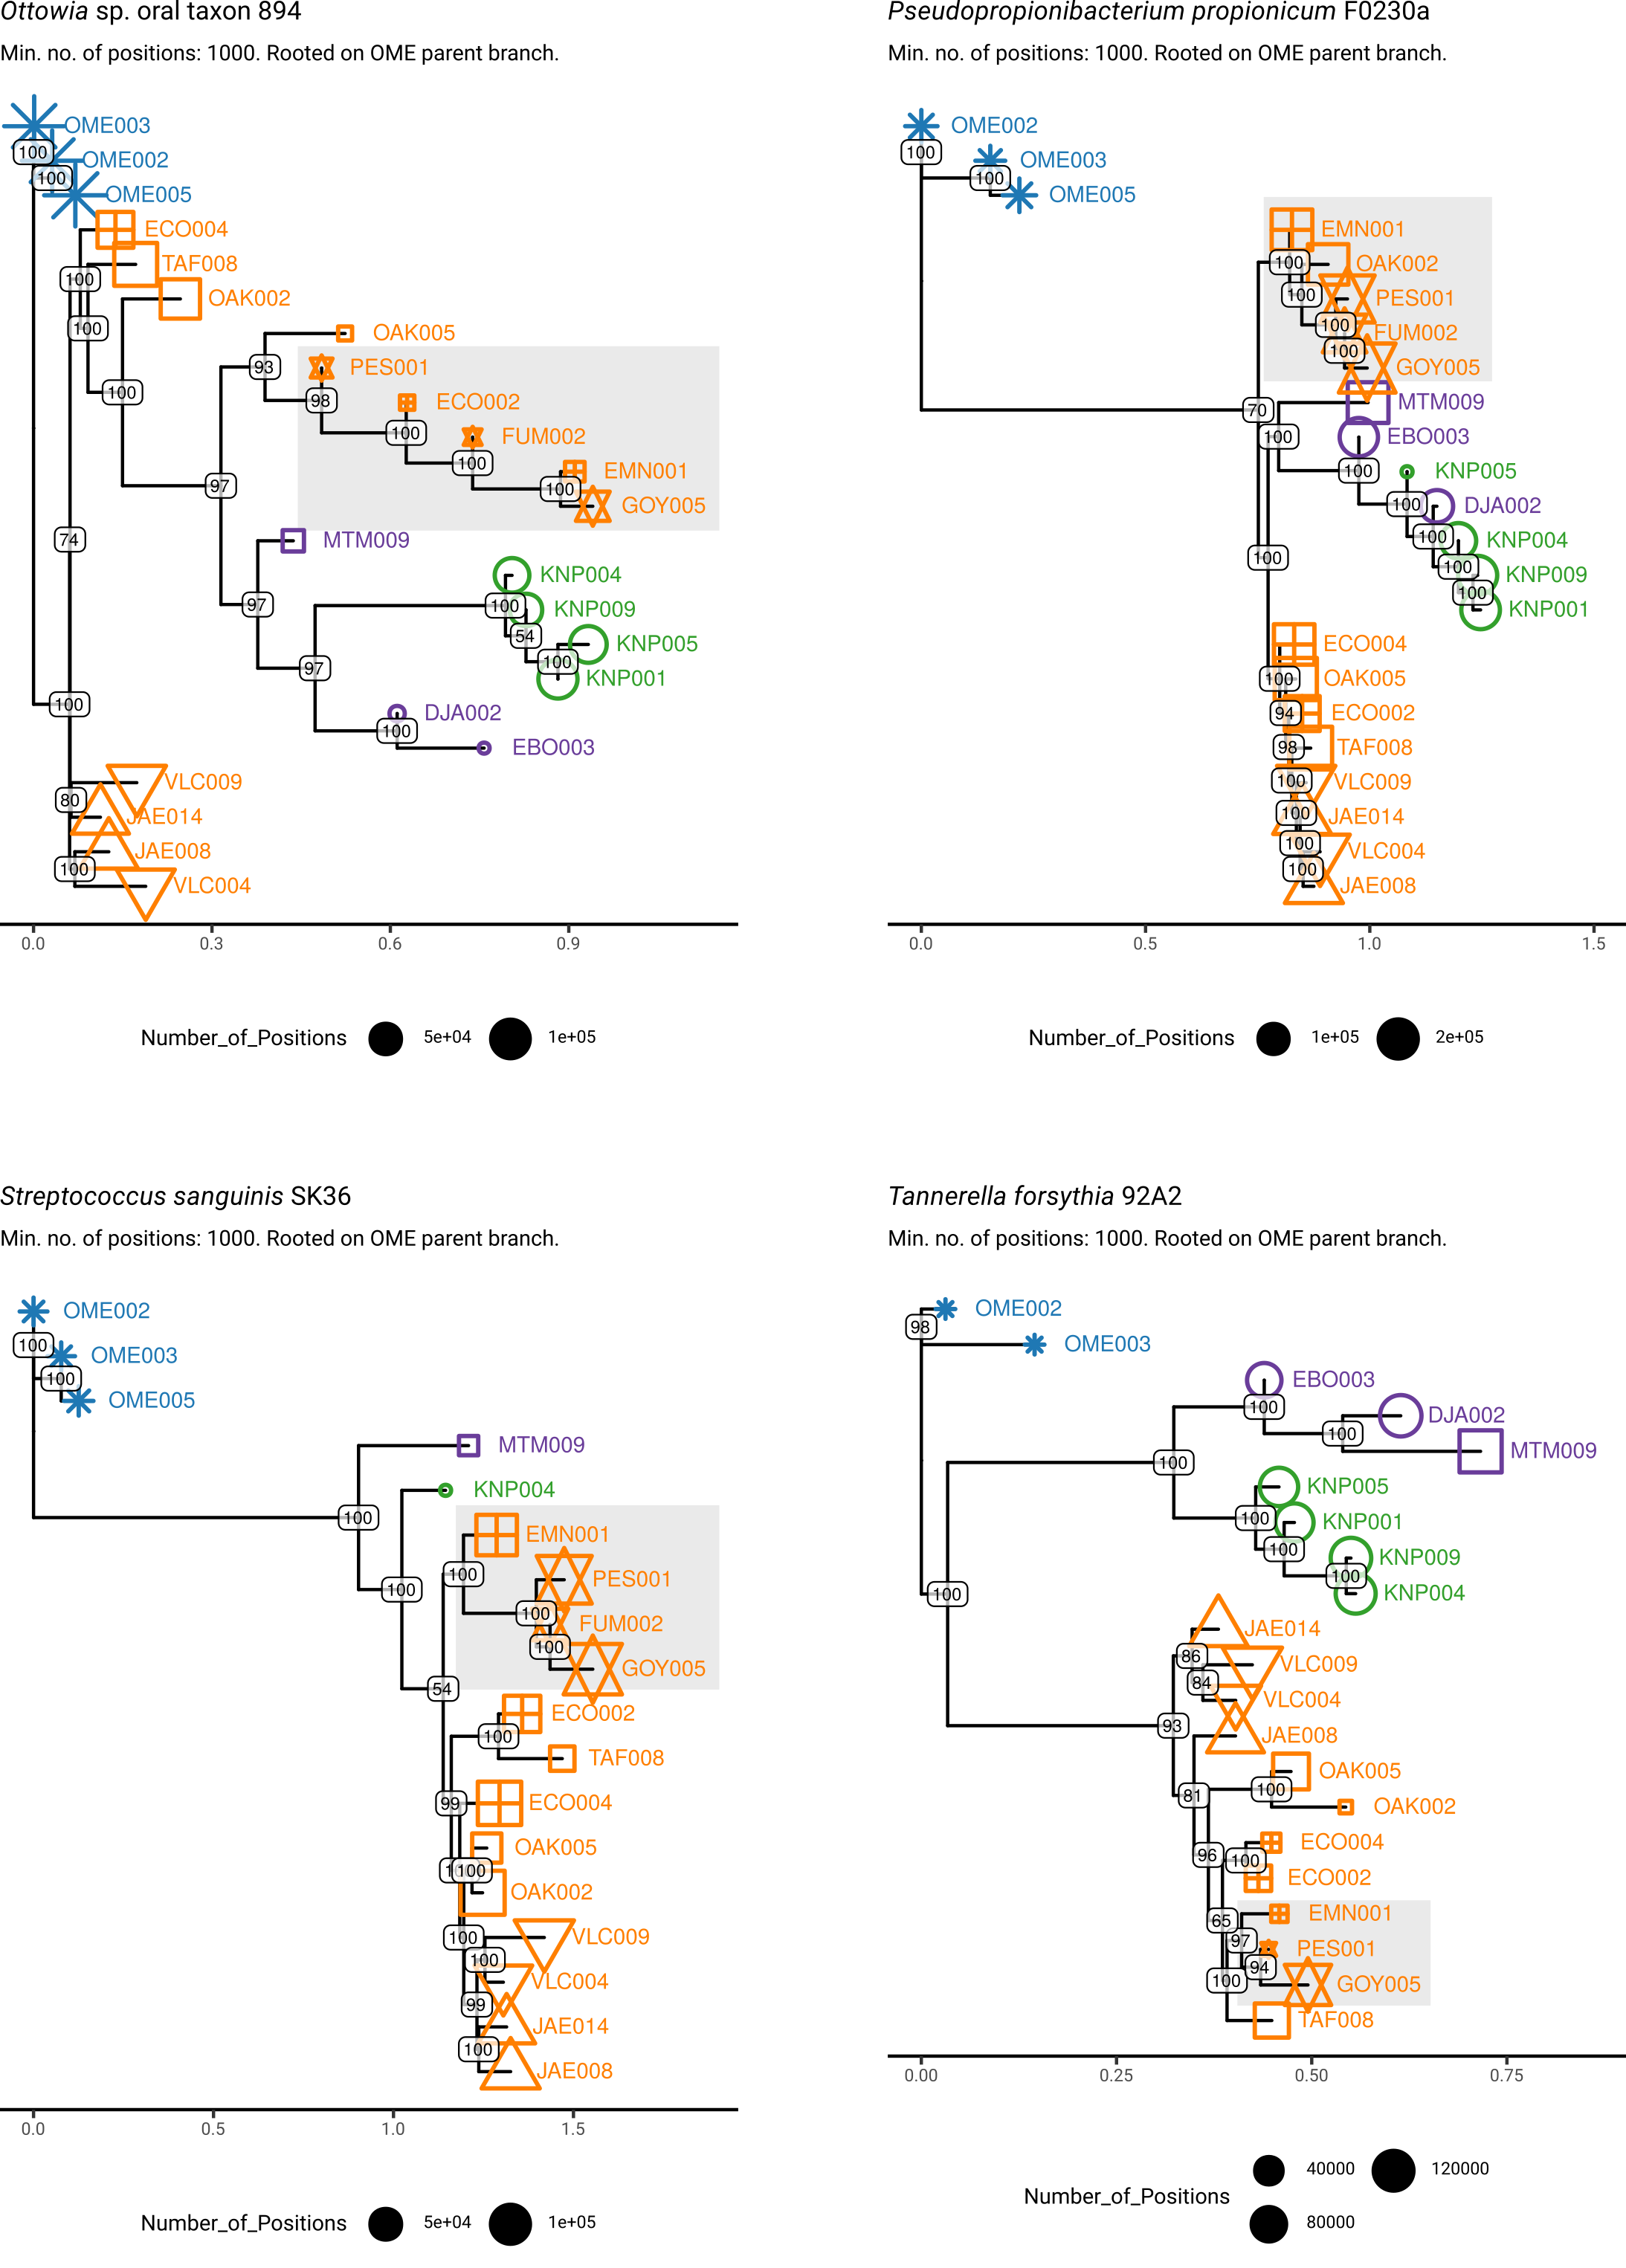 Ottowia sp. oral taxon 894
Min. no. of positions: 1000. Rooted on OME parent branch.
OME003
100
OME002
100
OME005
ECO004
TAF008
100
OAK002
100
OAK005
93
PES001
100
98
ECO002
100
FUM002
100
EMN001
97
100
GOY005
74
MTM009
KNP004
97
100
KNP009
54
KNP005
97
100
KNP001
100
DJA002
100
EBO003
VLC009
80
JAE014
JAE008
100
VLC004
0.0
0.3
0.6
0.9
Number_of_Positions
5e+04
1e+05
Pseudopropionibacterium propionicum F0230a
Min. no. of positions: 1000. Rooted on OME parent branch.
OME002
100
OME003
100
OME005
EMN001
100
OAK002
100
PES001
100
FUM002
100
GOY005
70
MTM009
100
EBO003
100
KNP005
100
DJA002
100
KNP004
100
100
KNP009
100
KNP001
ECO004
100
OAK005
94
ECO002
98
TAF008
100
VLC009
100
JAE014
100
VLC004
100
JAE008
0.0
0.5
1.0
1.5
Number_of_Positions
1e+05
2e+05
Streptococcus sanguinis SK36
Min. no. of positions: 1000. Rooted on OME parent branch.
OME002
100
OME003
100
OME005
MTM009
KNP004
100
EMN001
100
PES001
100
100
FUM002
100
GOY005
54
ECO002
100
TAF008
99
ECO004
OAK005
100
OAK002
100
VLC009
100
VLC004
99
JAE014
100
JAE008
0.0
0.5
1.0
1.5
Number_of_Positions
5e+04
1e+05
Tannerella forsythia 92A2
Min. no. of positions: 1000. Rooted on OME parent branch.
OME002
98
OME003
EBO003
100
DJA002
100
MTM009
100
KNP005
100
KNP001
100
KNP009
100
KNP004
100
JAE014
86
VLC009
84
VLC004
93
JAE008
OAK005
81
100
OAK002
ECO004
96
100
ECO002
EMN001
65
97
PES001
94
100
GOY005
TAF008
0.00
0.25
0.50
0.75
Number_of_Positions
40000
120000
80000